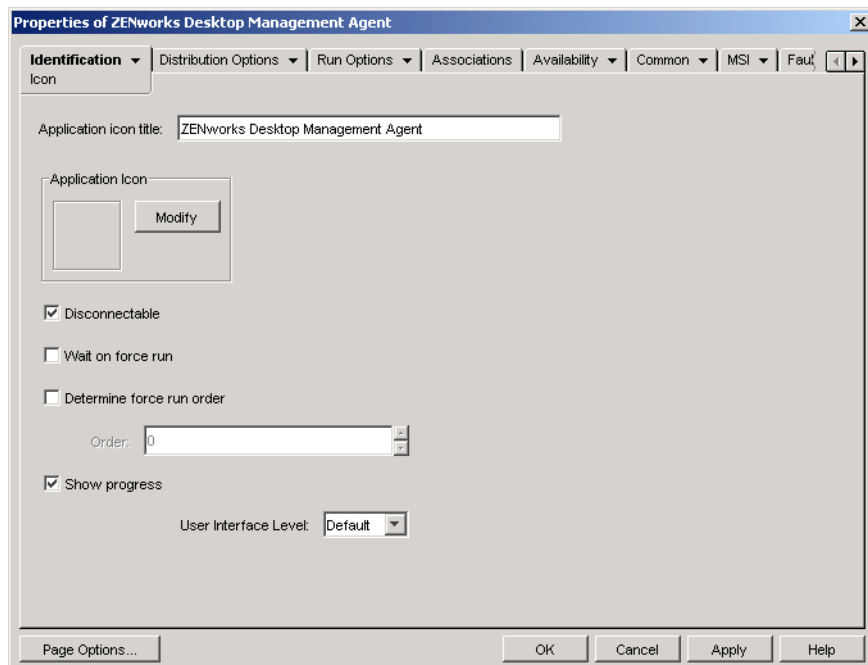 Properties of ZENworks Desktop Management Agent
Identification Distribution Options Run Options Associations Availability Common MSI
Icon
Application icon title: ZENworks Desktop Management Agent
Application Icon
Modify
Disconnectable
Wait on force run
Determine force run order
Order: 0
Show progress
User Interface Level: Default
Page Options... OK Cancel Apply Help